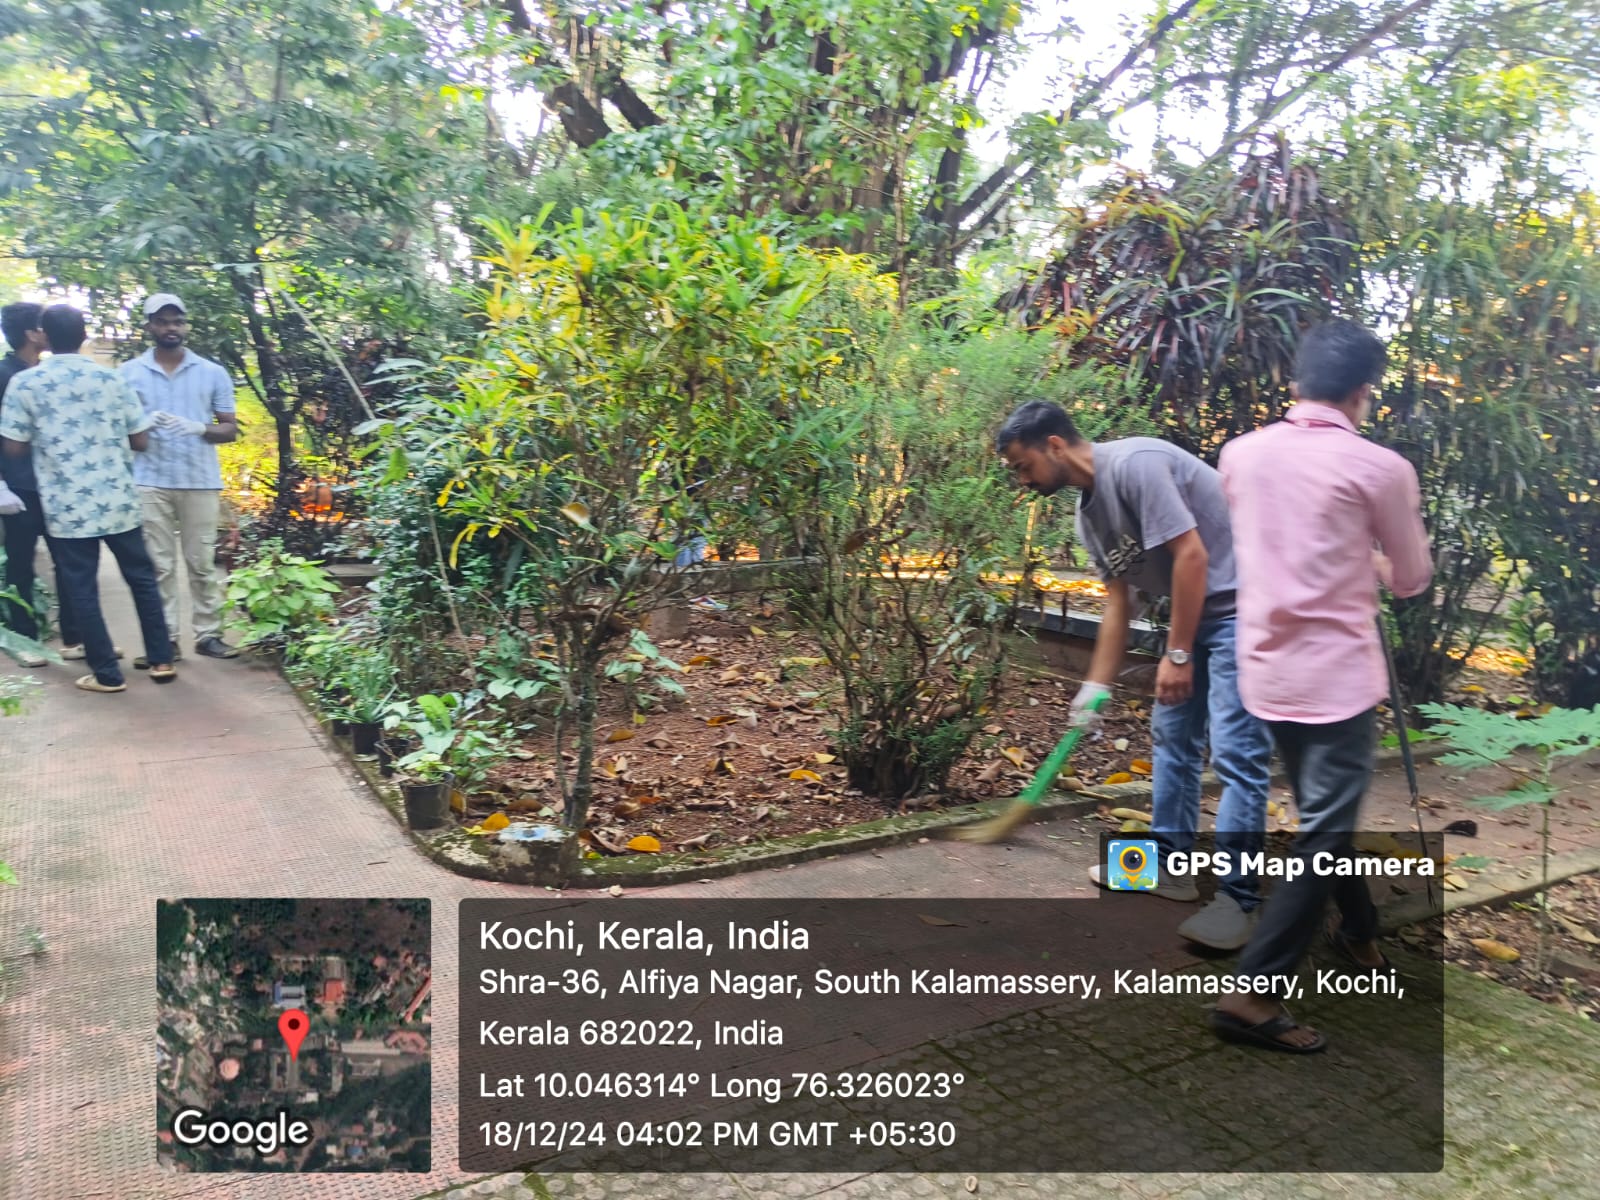 GPS Map Camera
Kochi, Kerala, India
Shra-36, Alfiya Nagar, South Kalamassery, Kalamassery, Kochi,
Kerala 682022, India
Lat 10.046314° Long 76.326023°
18/12/24 04:02 PM GMT +05:30
Google